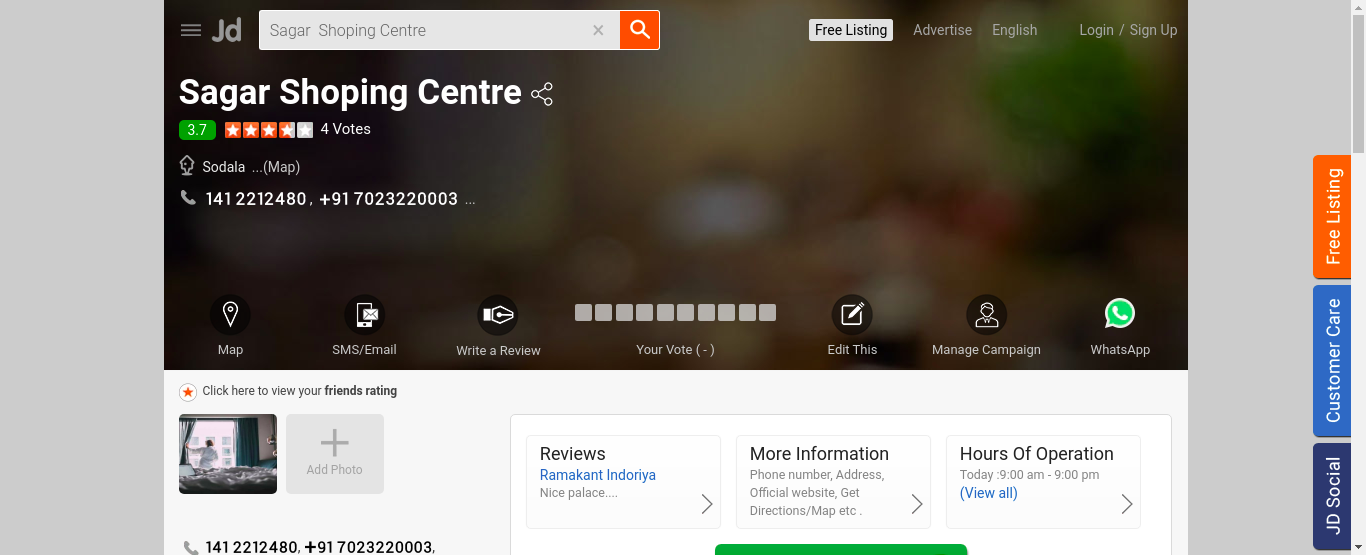 Jd
Sagar  Shoping Centre
Free Listing
Advertise
English
Login / Sign Up
Sagar Shoping Centre
3.7
4 Votes
Sodala ...(Map)
141 2212480 , +91 7023220003 ...
Map
SMS/Email
Write a Review
Your Vote ( - )
Edit This
Manage Campaign
WhatsApp
Click here to view your friends rating
Add Photo
Reviews
Ramakant Indoriya
Nice palace....
More Information
Phone number, Address,
Official website, Get
Directions/Map etc .
Hours Of Operation
Today :9:00 am - 9:00 pm
(View all)
141 2212480, +91 7023220003,
Free Listing
Customer Care
JD Social